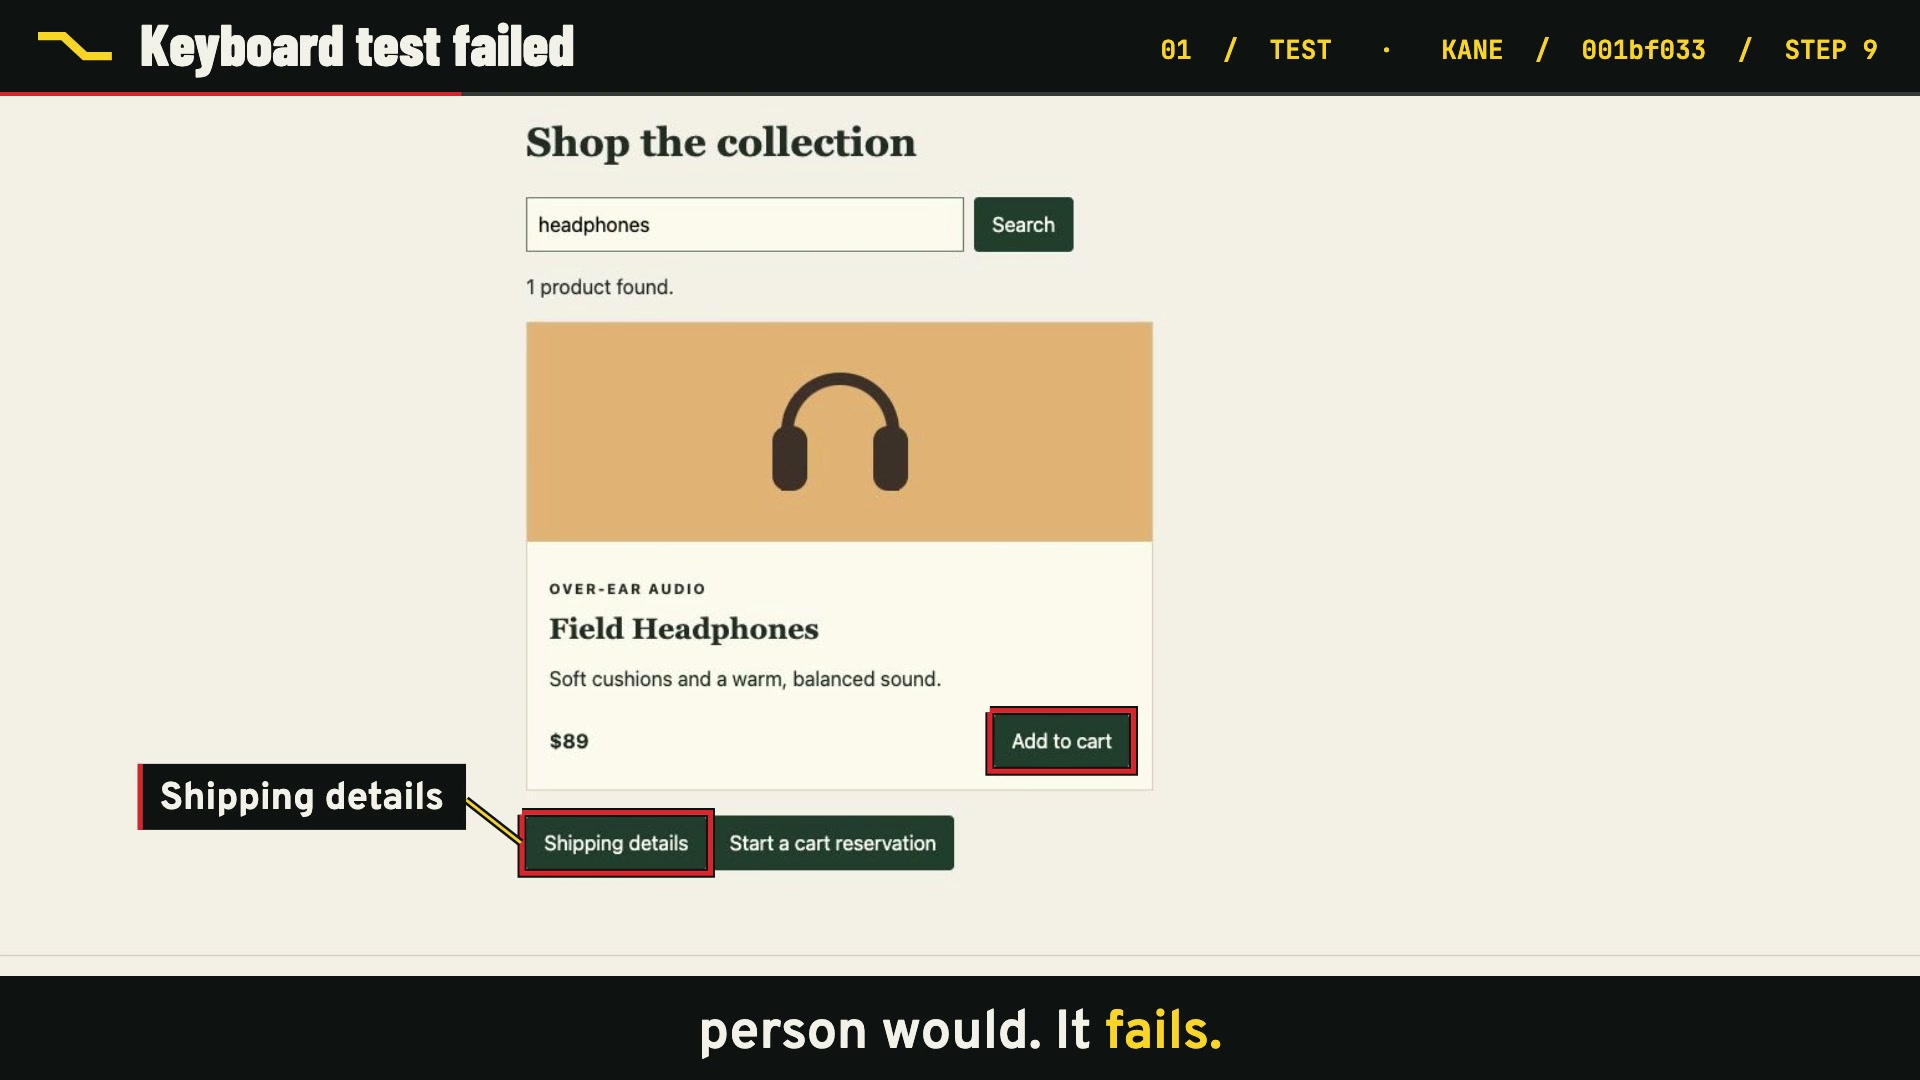 Keyboard test failed
01 / TEST · KANE / 001bf033 / STEP 9
Shop the collection
headphones
Search
1 product found.
OVER-EAR AUDIO
Field Headphones
Soft cushions and a warm, balanced sound.
$89
Add to cart
Shipping details
Shipping details
Start a cart reservation
person would. It fails.